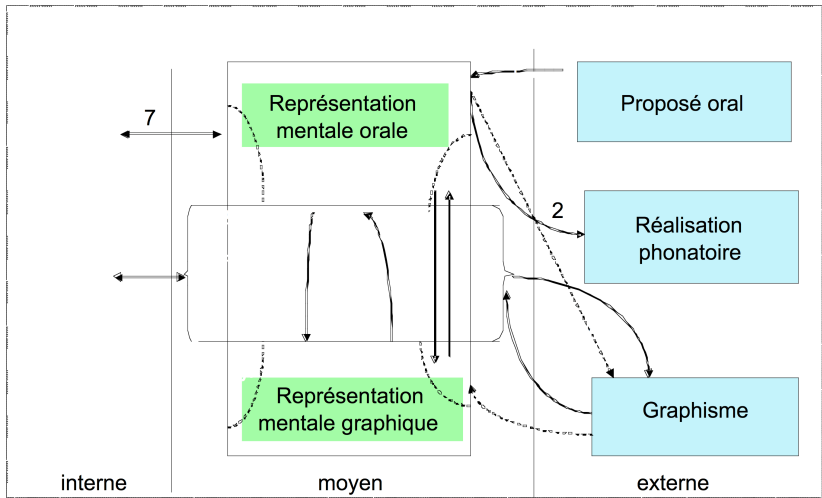 Représentation
mentale orale
Proposé oral
7
2
Réalisation
phonatoire
Représentation
mentale graphique
Graphisme
interne
moyen
externe